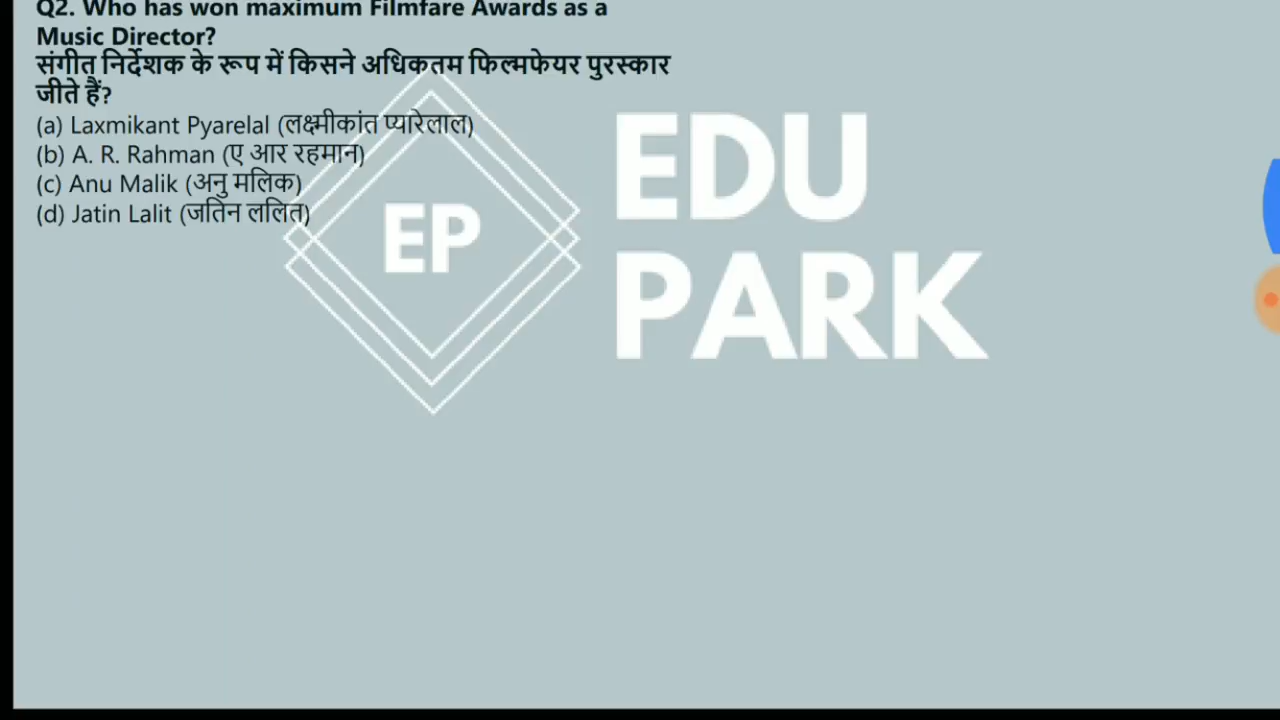 Q2. Who has won maximum Filmfare Awards as a
Music Director?
संगीत निर्देशक के रूप में किसने अधिकतम फिल्मफेयर पुरस्कार
जीते हैं?
(a) Laxmikant Pyarelal (लक्ष्मीकांत प्यारेलाल)
(b) A. R. Rahman (ए आर रहमान)
(c) Anu Malik (अनु मलिक)
(d) Jatin Lalit (जतिन ललित)
EP
EDU
PARK